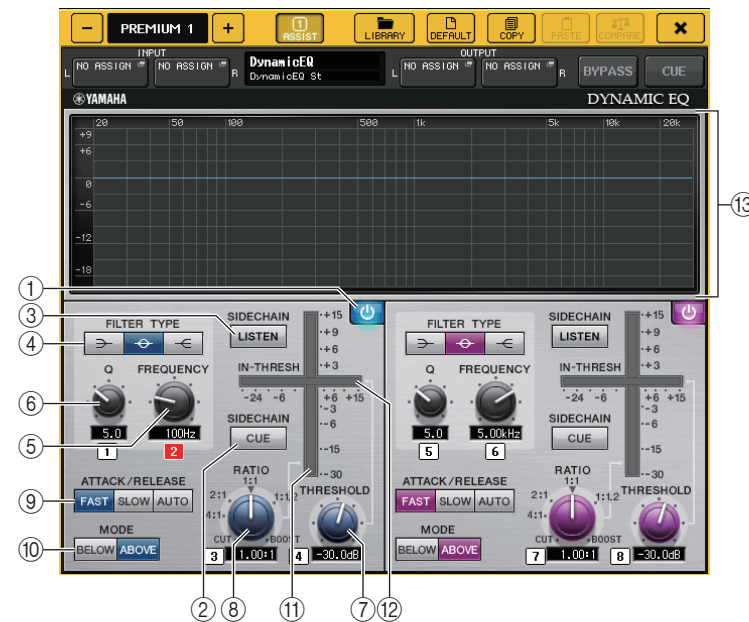 PREMIUM 1
1
ASSIST
LIBRARY
DEFAULT
COPY
PASTE
COMPARE
INPUT
L
NO ASSIGN
NO ASSIGN
R
DynamicEQ
DynamicEQ St
OUTPUT
L
NO ASSIGN
NO ASSIGN
R
BYPASS
CUE
YAMAHA
DYNAMIC EQ
20 50 100 500 1k 5k 10k 20k
+9
+6
0
-6
-12
-18
⑬
①
③
④
⑥
⑤
⑨
⑩
FILTER TYPE
Q
FREQUENCY
5.0
100Hz
1
2
SIDECHAIN
LISTEN
IN-THRESH
-24 -6 +6 +15
+15
+9
+6
+3
-3
-6
-15
-30
SIDECHAIN
CUE
ATTACK/RELEASE
FAST SLOW AUTO
MODE
BELOW ABOVE
RATIO
1:1
2:1
1:1.2
4:1
CUT
BOOST
3
1.00:1
THRESHOLD
4
-30.0dB
FILTER TYPE
Q
FREQUENCY
5.0
5.00kHz
5
6
SIDECHAIN
LISTEN
IN-THRESH
-24 -6 +6 +15
+15
+9
+6
+3
-3
-6
-15
-30
SIDECHAIN
CUE
ATTACK/RELEASE
FAST SLOW AUTO
MODE
BELOW ABOVE
RATIO
1:1
2:1
1:1.2
4:1
CUT
BOOST
7
1.00:1
THRESHOLD
8
-30.0dB
② ⑧ ⑪ ⑦ ⑫